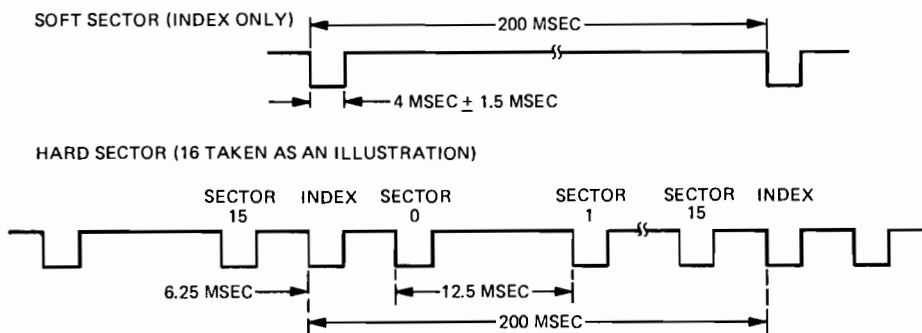 SOFT SECTOR (INDEX ONLY)
200 MSEC
4 MSEC ± 1.5 MSEC
HARD SECTOR (16 TAKEN AS AN ILLUSTRATION)
SECTOR 15
INDEX
SECTOR 0
SECTOR 1
SECTOR 15
INDEX
6.25 MSEC
12.5 MSEC
200 MSEC